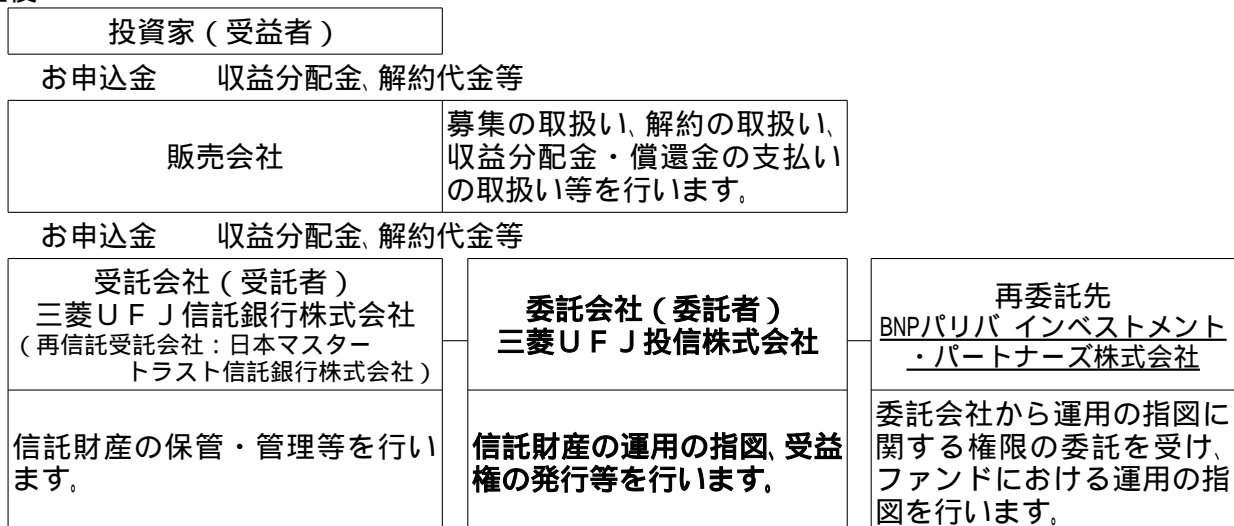 投資家(受益者)
お申込金 収益分配金、解約代金等
販売会社
募集の取扱い、解約の取扱い、
収益分配金・償還金の支払い
の取扱い等を行います。
お申込金 収益分配金、解約代金等
受託会社(受託者)
三菱UFJ信託銀行株式会社
(再信託受託会社:日本マスター
トラスト信託銀行株式会社)
委託会社(委託者)
三菱UFJ投信株式会社
再委託先
BNPパリバ インベストメント
・パートナーズ株式会社
信託財産の保管・管理等を行い
ます。
信託財産の運用の指図、受益
権の発行等を行います。
委託会社から運用の指図に
関する権限の委託を受け、
ファンドにおける運用の指
図を行います。